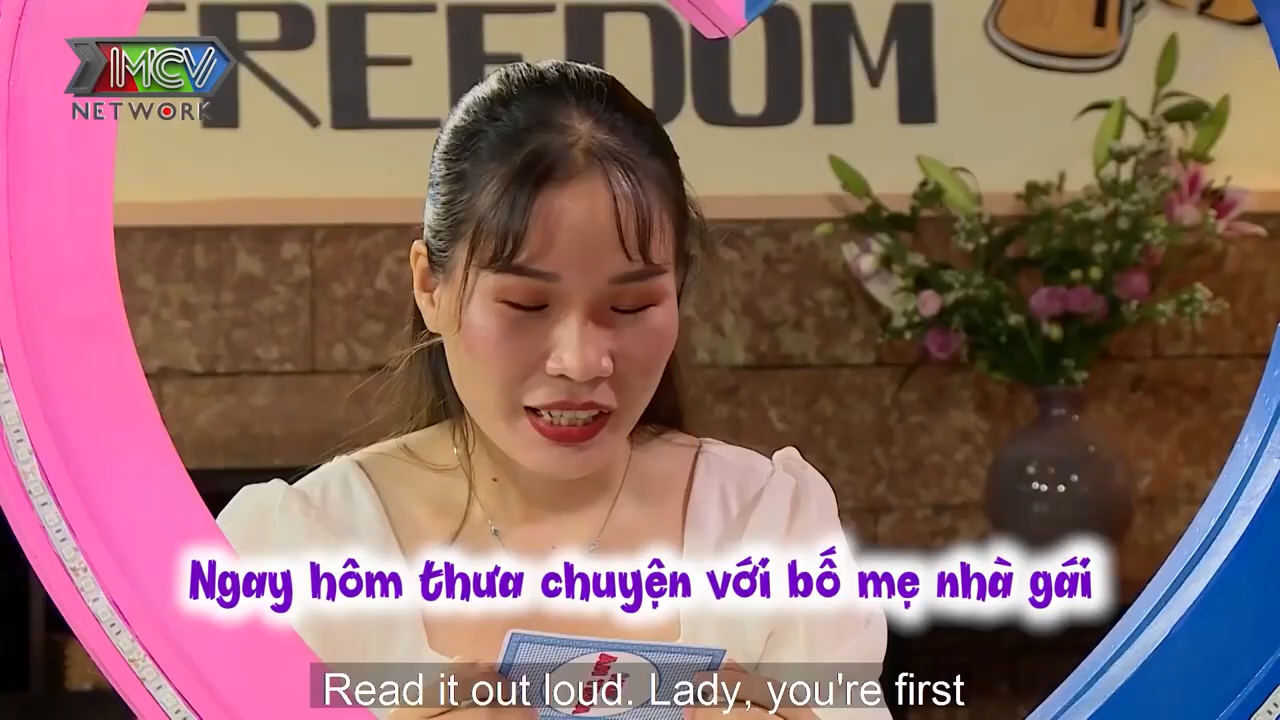 FREEDOM
MCV
NETWORK
Ngay hôm thưa chuyện với bố mẹ nhà gái
Read it out loud. Lady, you're first